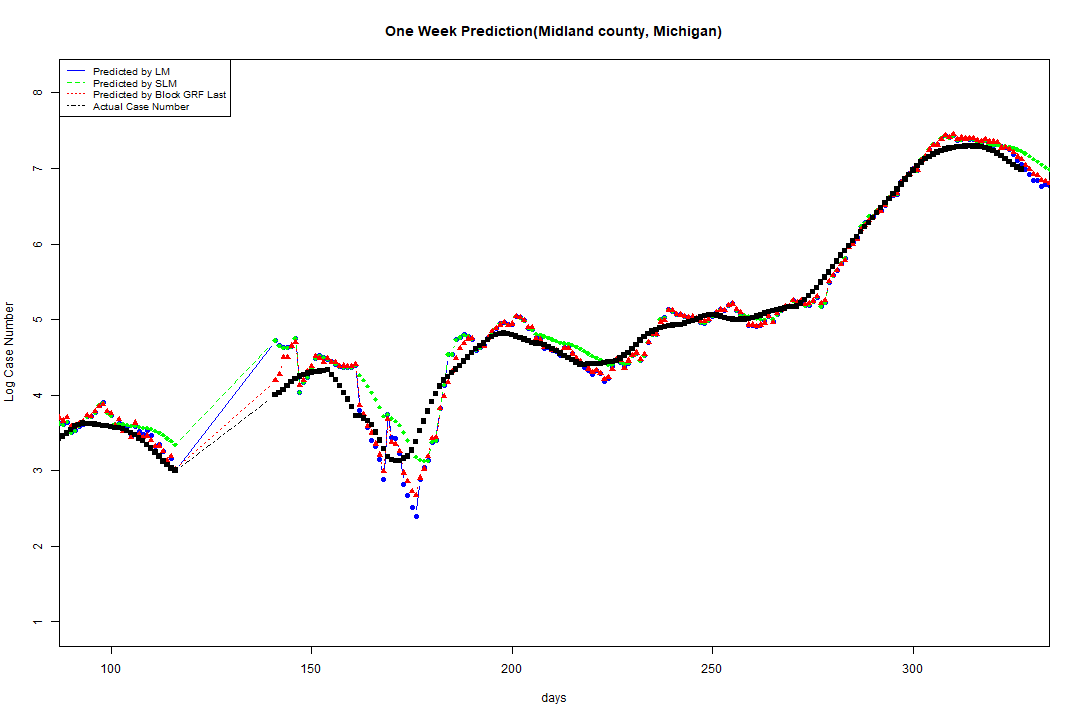 One Week Prediction(Midland county, Michigan)
Predicted by LM
Predicted by SLM
Predicted by Block GRF Last
Actual Case Number
8
7
6
5
4
3
2
1
Log Case Number
100 150 200 250 300
days